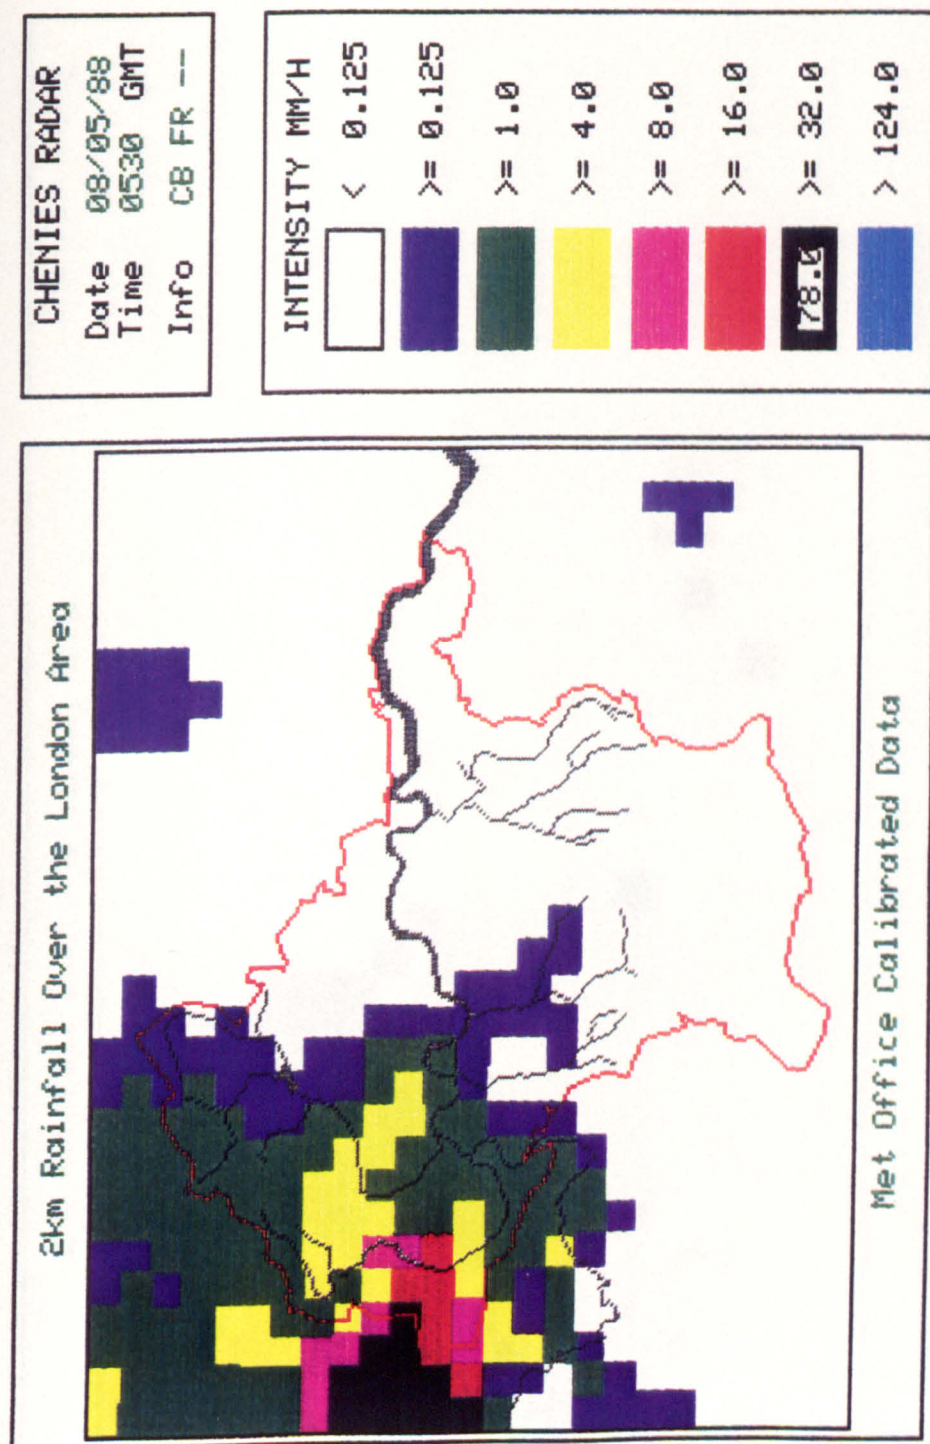 2km Rainfall Over the London Area
Met Office Calibrated Data
CHENIES RADAR
Date 08/05/88
Time 0530 GMT
Info CB FR --
INTENSITY MM/H
< 0.125
>= 0.125
>= 1.0
>= 4.0
>= 8.0
>= 16.0
78.0 >= 32.0
> 124.0